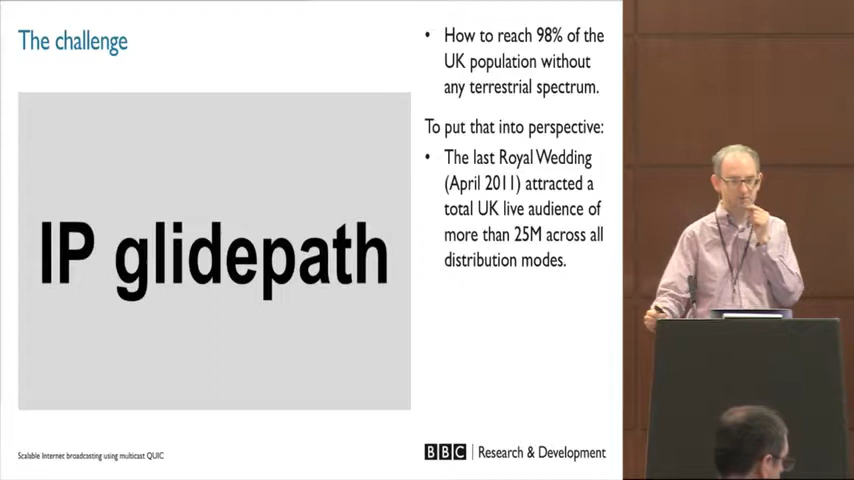 The challenge
IP glidepath
• How to reach 98% of the
UK population without
any terrestrial spectrum.
To put that into perspective:
• The last Royal Wedding
(April 2011) attracted a
total UK live audience of
more than 25M across all
distribution modes.
Scalable Internet broadcasting using multicast QUIC
BBC | Research & Development